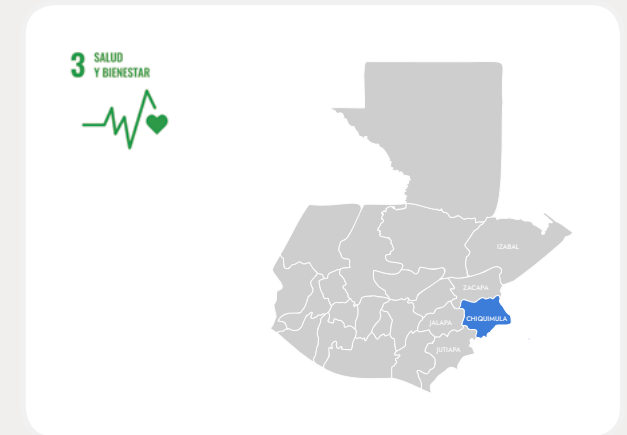 3 SALUD
Y BIENESTAR
IZABAL
ZACAPA
CHIQUIMULA
JALAPA
JUTIAPA